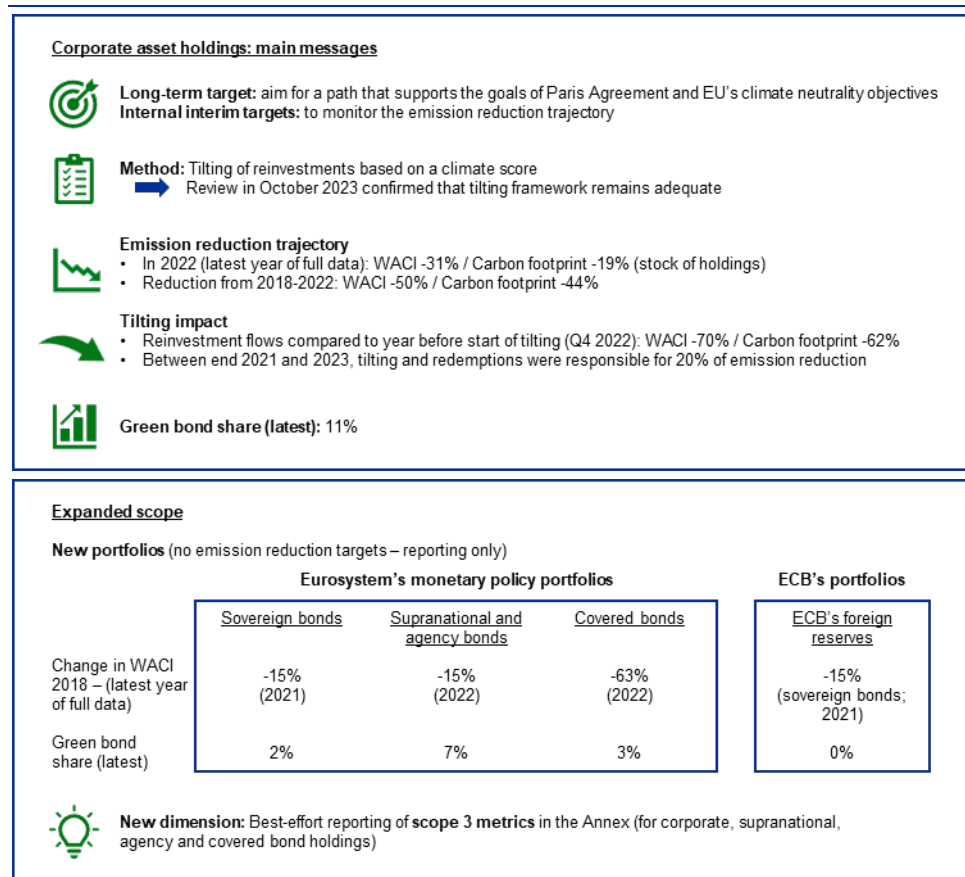 Corporate asset holdings: main messages
Long-term target: aim for a path that supports the goals of Paris Agreement and EU's climate neutrality objectives
Internal interim targets: to monitor the emission reduction trajectory
Method: Tilting of reinvestments based on a climate score
Review in October 2023 confirmed that tilting framework remains adequate
Emission reduction trajectory
• In 2022 (latest year of full data): WACI -31% / Carbon footprint -19% (stock of holdings)
• Reduction from 2018-2022: WACI -50% / Carbon footprint -44%
Tilting impact
• Reinvestment flows compared to year before start of tilting (Q4 2022): WACI -70% / Carbon footprint -62%
• Between end 2021 and 2023, tilting and redemptions were responsible for 20% of emission reduction
Green bond share (latest): 11%
Expanded scope
New portfolios (no emission reduction targets – reporting only)
Eurosystem's monetary policy portfolios
ECB's portfolios
Sovereign bonds
Supranational and
agency bonds
Covered bonds
ECB's foreign
reserves
Change in WACI
2018 – (latest year
of full data)
-15%
(2021)
-15%
(2022)
-63%
(2022)
-15%
(sovereign bonds;
2021)
Green bond
share (latest)
2%
7%
3%
0%
New dimension: Best-effort reporting of scope 3 metrics in the Annex (for corporate, supranational,
agency and covered bond holdings)